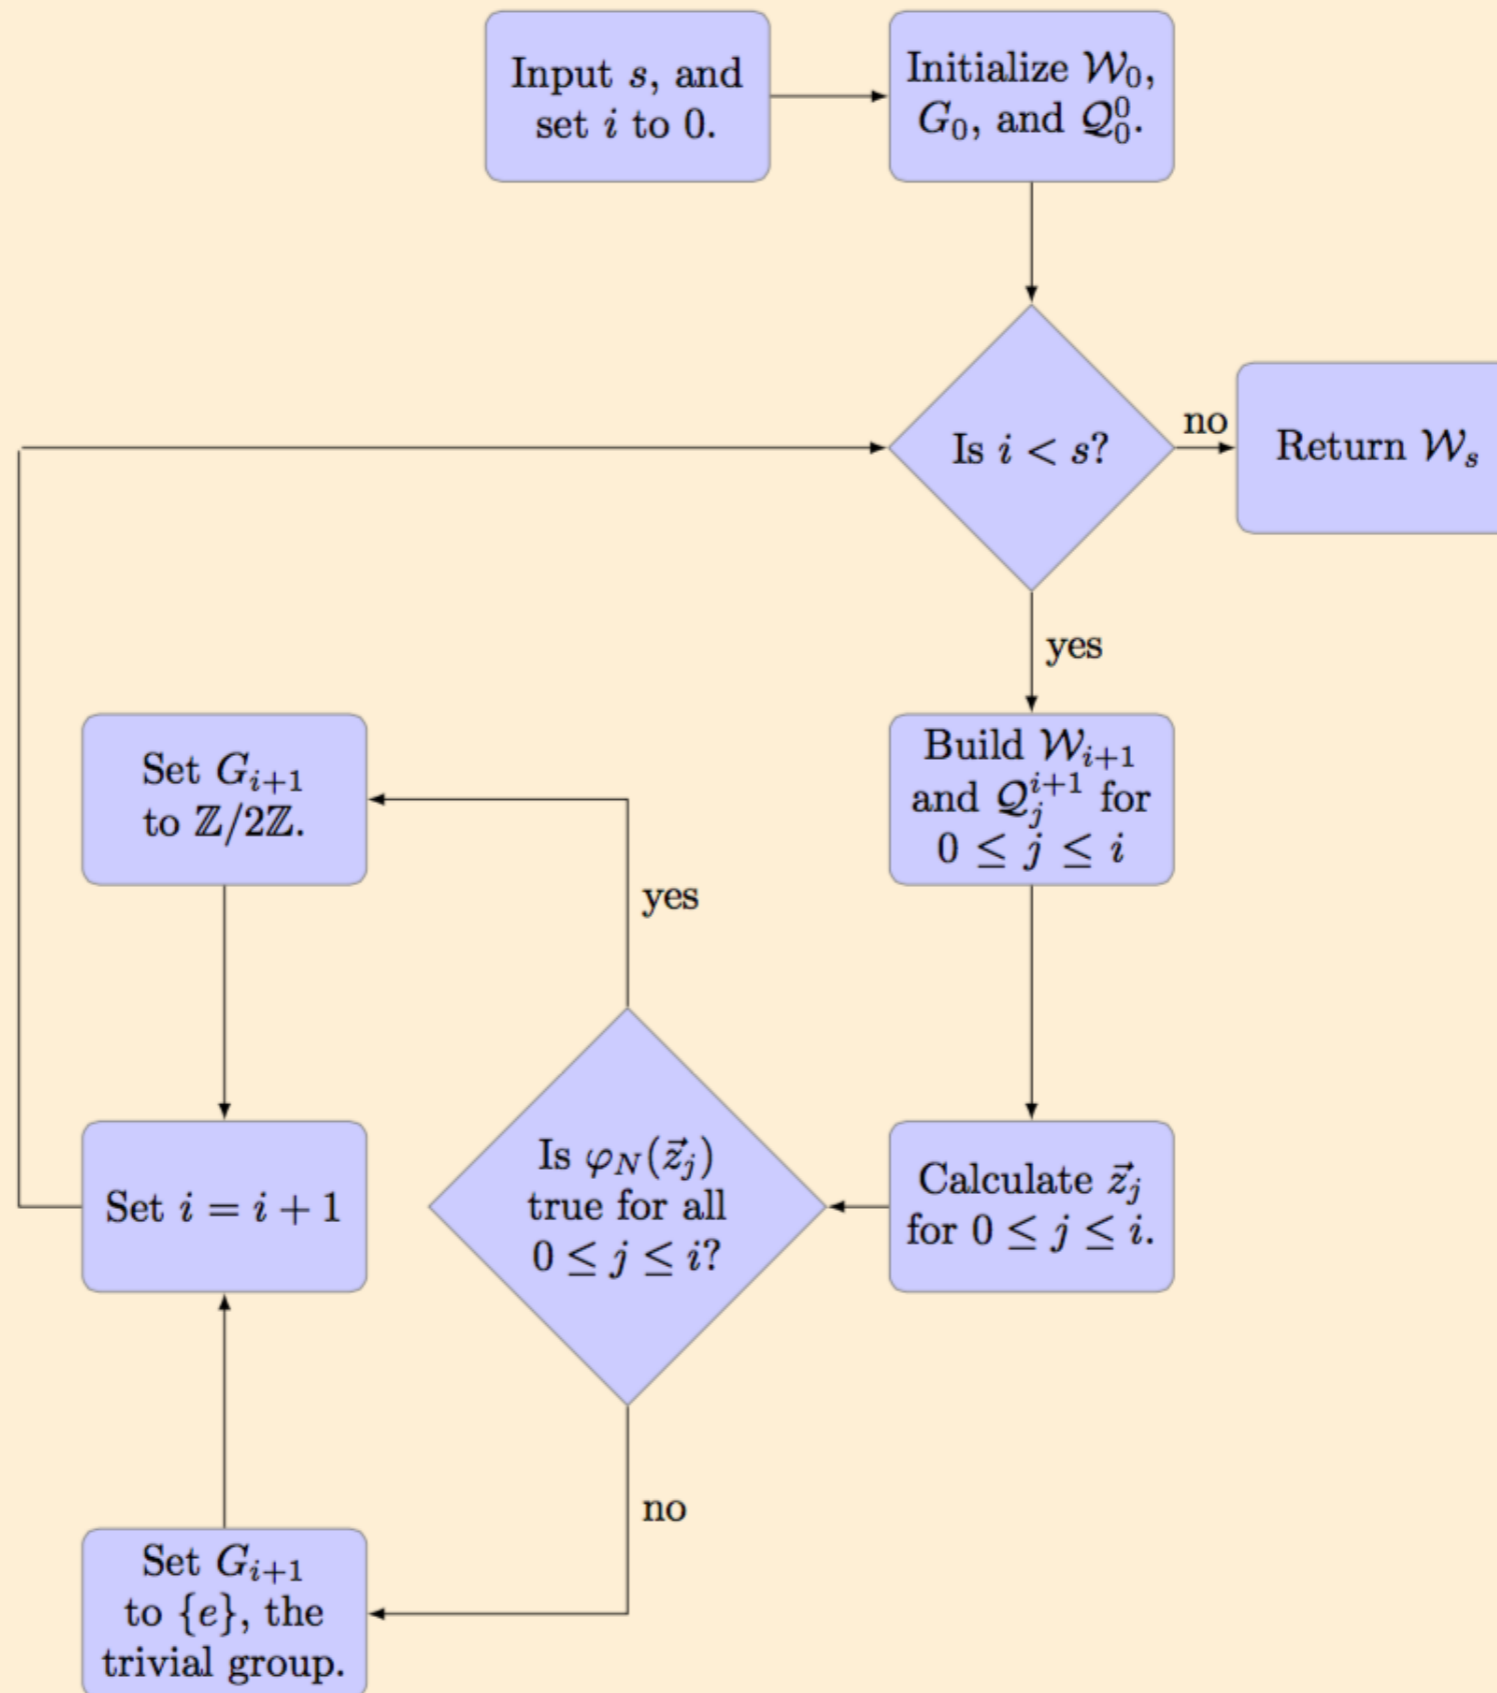 Input s, and
set i to 0.
Initialize 𝒲₀,
G₀, and 𝒬₀⁰.
Is i < s?
no
Return 𝒲ₛ
yes
Build 𝒲ᵢ₊₁
and 𝒬ⱼⁱ⁺¹ for
0 ≤ j ≤ i
Calculate z⃗ⱼ
for 0 ≤ j ≤ i.
Is φ_N(z⃗ⱼ)
true for all
0 ≤ j ≤ i?
yes
Set Gᵢ₊₁
to ℤ/2ℤ.
no
Set Gᵢ₊₁
to {e}, the
trivial group.
Set i = i + 1